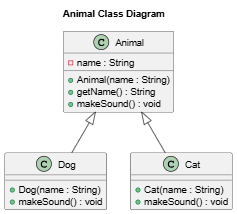 Animal Class Diagram
C Animal
name : String
Animal(name : String)
getName() : String
makeSound() : void
C Dog
Dog(name : String)
makeSound() : void
C Cat
Cat(name : String)
makeSound() : void